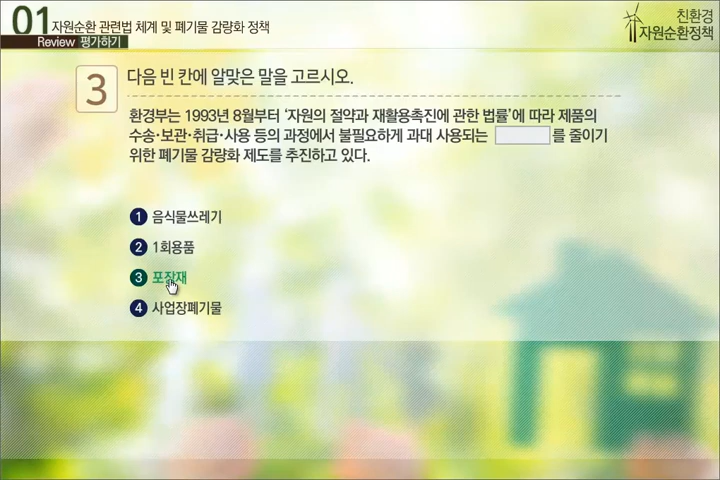 01 자원순환 관련법 체계 및 폐기물 감량화 정책
친환경
자원순환정책
Review 평가하기
3 다음 빈 칸에 알맞은 말을 고르시오.
환경부는 1993년 8월부터 ‘자원의 절약과 재활용촉진에 관한 법률’에 따라 제품의
수송·보관·취급·사용 등의 과정에서 불필요하게 과대 사용되는 를 줄이기
위한 폐기물 감량화 제도를 추진하고 있다.
1 음식물쓰레기
2 1회용품
3 포장재
4 사업장폐기물